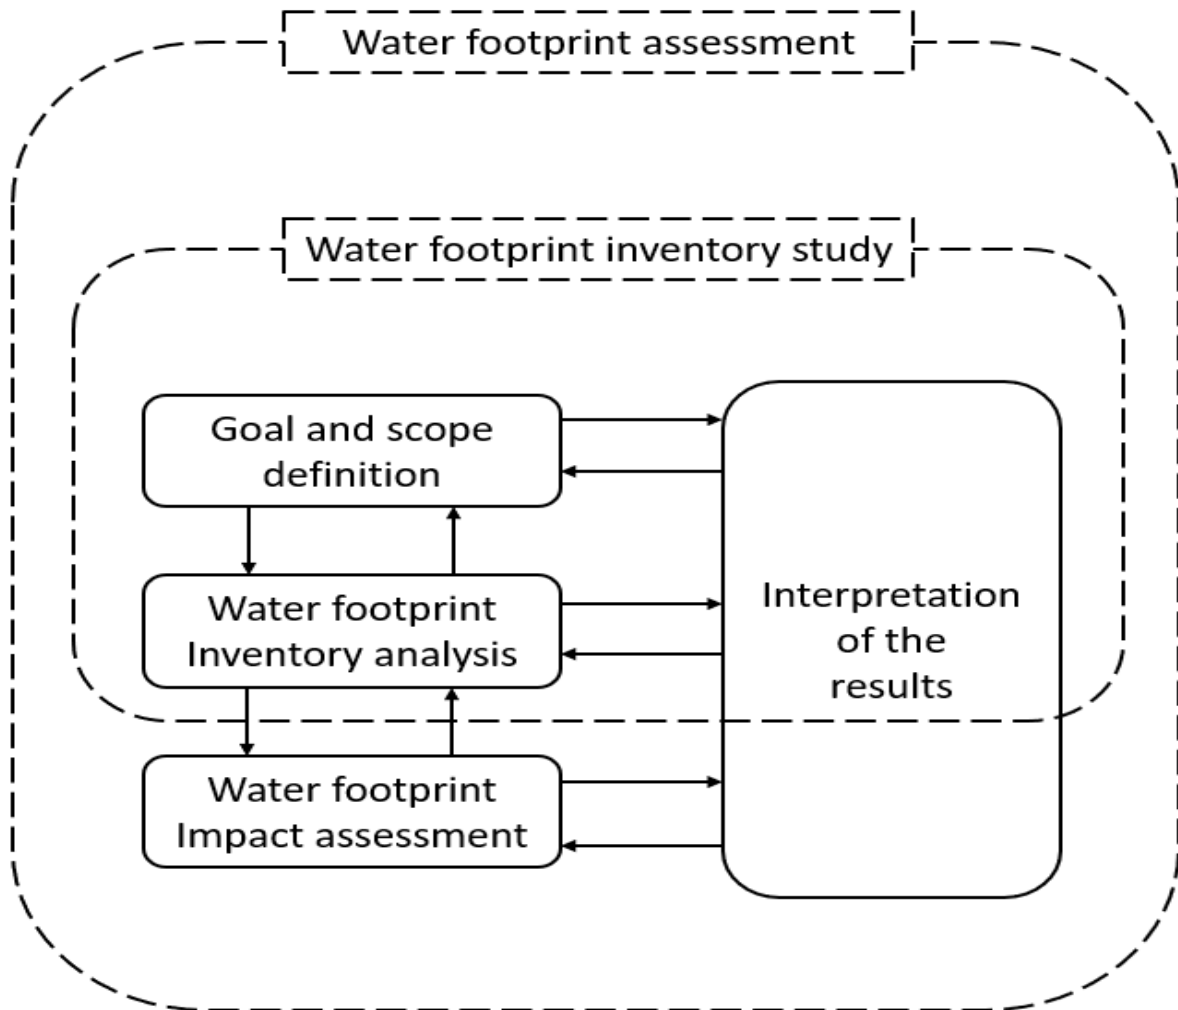 Water footprint assessment
Water footprint inventory study
Goal and scope
definition
Water footprint
Inventory analysis
Water footprint
Impact assessment
Interpretation
of the
results